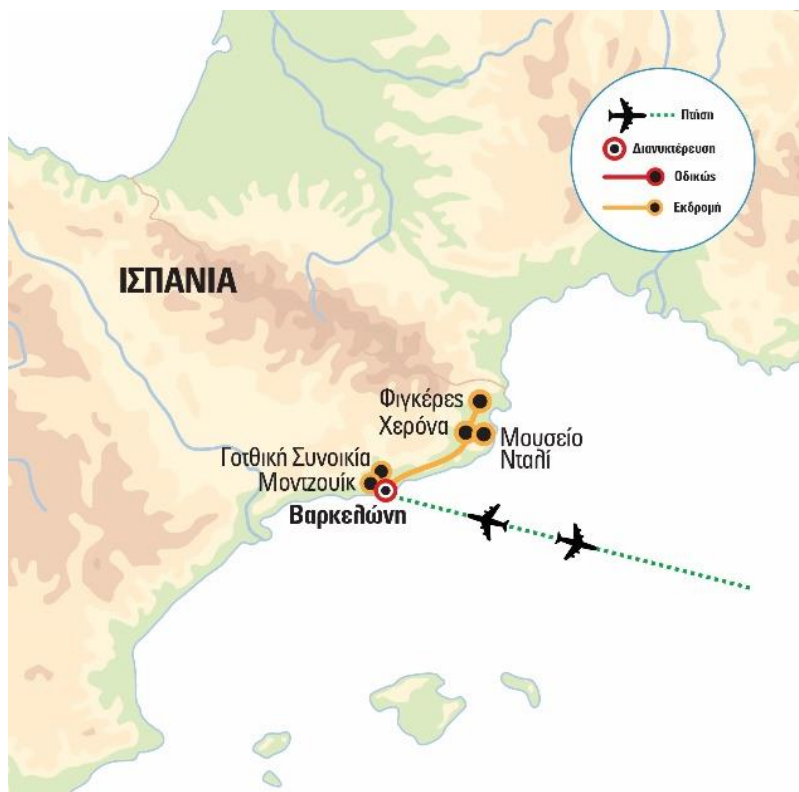 Πτήση
Διανυκτέρευση
Οδικώς
Εκδρομή
ΙΣΠΑΝΙΑ
Φιγκέρες
Χερόνα
Μουσείο
Νταλί
Γοτθική Συνοικία
Μοντζουίκ
Βαρκελώνη